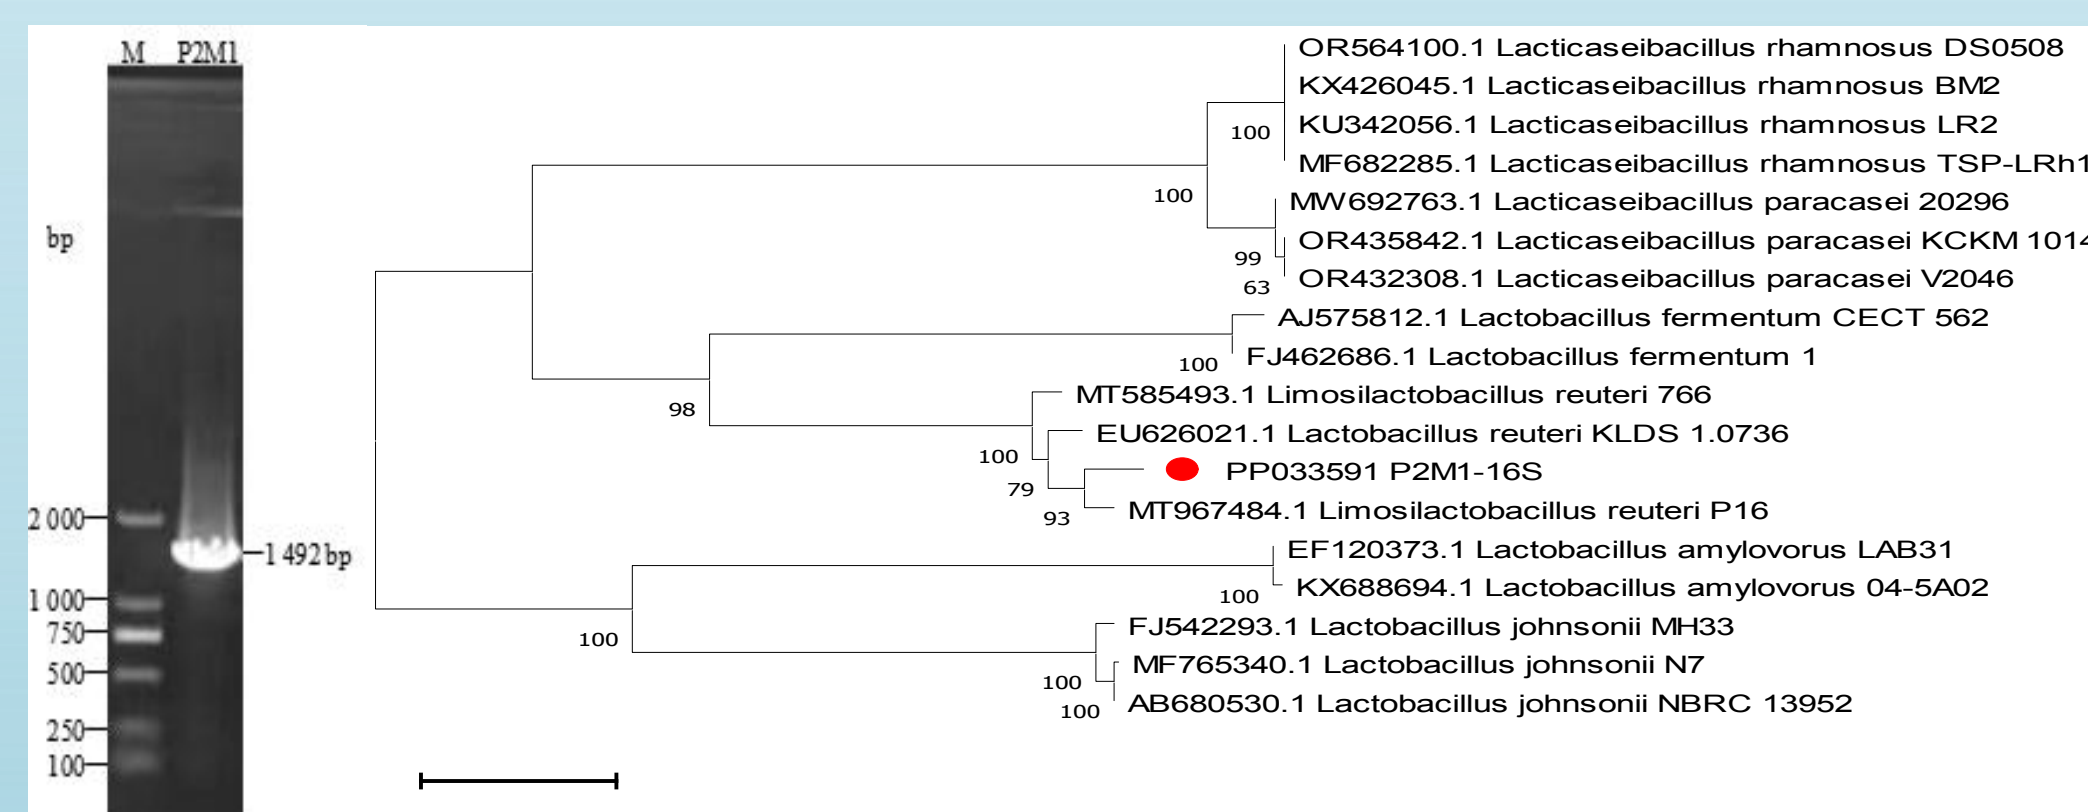 M P2M1
bp
2 000
1 492 bp
1 000
750
500
250
100
OR564100.1 Lacticaseibacillus rhamnosus DS0508
KX426045.1 Lacticaseibacillus rhamnosus BM2
100
KU342056.1 Lacticaseibacillus rhamnosus LR2
MF682285.1 Lacticaseibacillus rhamnosus TSP-LRh1
100
MW692763.1 Lacticaseibacillus paracasei 20296
OR435842.1 Lacticaseibacillus paracasei KCKM 1014
99
OR432308.1 Lacticaseibacillus paracasei V2046
63
AJ575812.1 Lactobacillus fermentum CECT 562
FJ462686.1 Lactobacillus fermentum 1
100
MT585493.1 Limosilactobacillus reuteri 766
98
EU626021.1 Lactobacillus reuteri KLDS 1.0736
100
PP033591 P2M1-16S
79
MT967484.1 Limosilactobacillus reuteri P16
93
EF120373.1 Lactobacillus amylovorus LAB31
KX688694.1 Lactobacillus amylovorus 04-5A02
100
FJ542293.1 Lactobacillus johnsonii MH33
100
MF765340.1 Lactobacillus johnsonii N7
100
AB680530.1 Lactobacillus johnsonii NBRC 13952
100